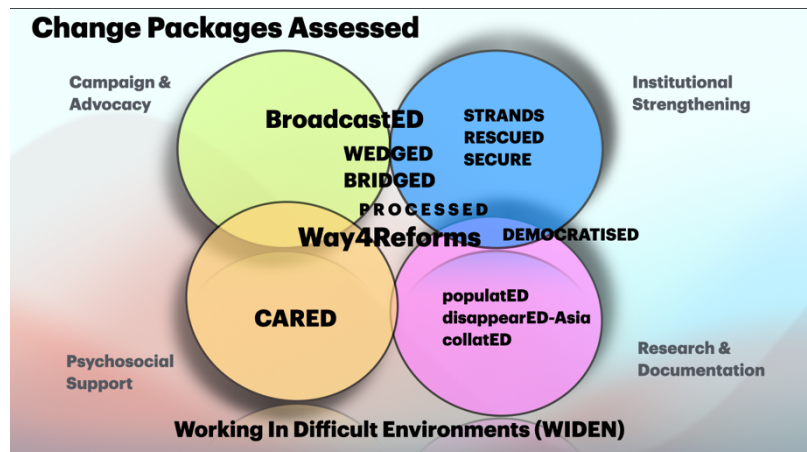 Change Packages Assessed
Campaign &
Advocacy
Institutional
Strengthening
BroadcastED
WEDGED
BRIDGED
STRANDS
RESCUED
SECURE
PROCESSED
Way4Reforms
DEMOCRATISED
CARED
populatED
disappearED-Asia
collatED
Psychosocial
Support
Research &
Documentation
Working In Difficult Environments (WIDEN)